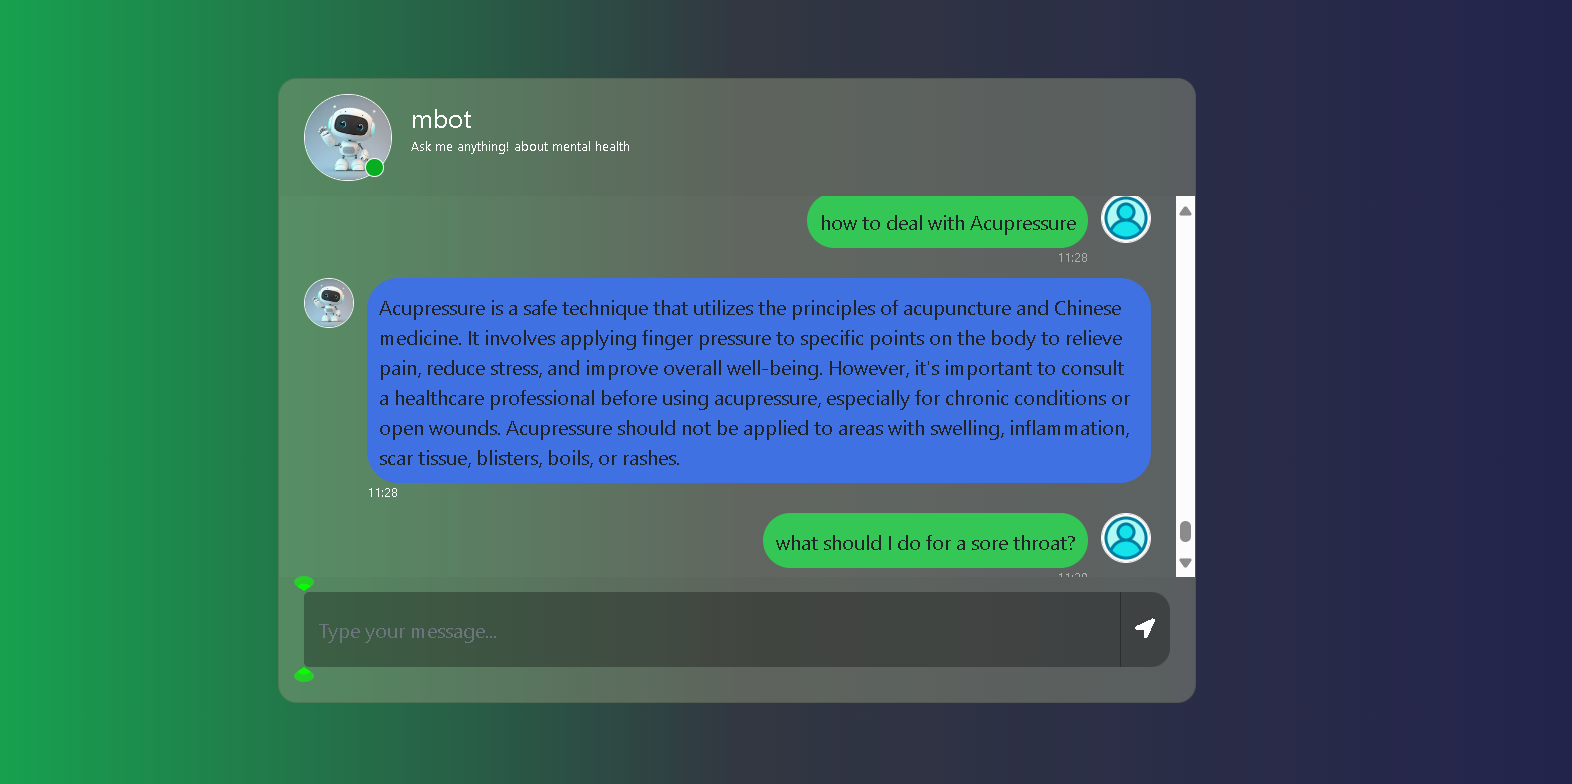 mbot
Ask me anything! about mental health
how to deal with Acupressure
11:28
Acupressure is a safe technique that utilizes the principles of acupuncture and Chinese
medicine. It involves applying finger pressure to specific points on the body to relieve
pain, reduce stress, and improve overall well-being. However, it's important to consult
a healthcare professional before using acupressure, especially for chronic conditions or
open wounds. Acupressure should not be applied to areas with swelling, inflammation,
scar tissue, blisters, boils, or rashes.
11:28
what should I do for a sore throat?
Type your message...